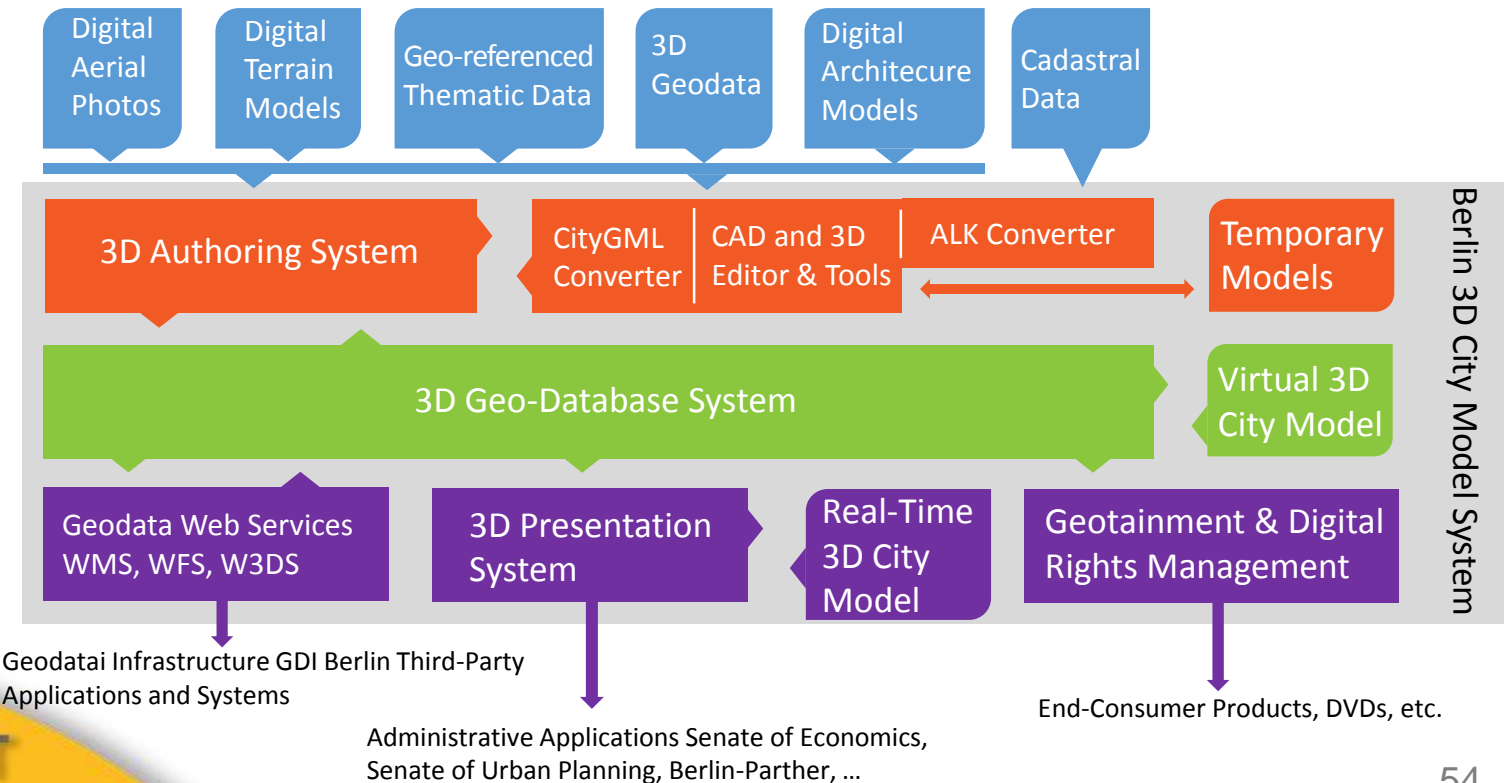 Digital
Aerial
Photos
Digital
Terrain
Models
Geo-referenced
Thematic Data
3D
Geodata
Digital
Architecure
Models
Cadastral
Data
3D Authoring System
CityGML
Converter
CAD and 3D
Editor & Tools
ALK Converter
Temporary
Models
Berlin 3D City Model System
3D Geo-Database System
Virtual 3D
City Model
Geodata Web Services
WMS, WFS, W3DS
3D Presentation
System
Real-Time
3D City
Model
Geotainment & Digital
Rights Management
Geodatai Infrastructure GDI Berlin Third-Party
Applications and Systems
Administrative Applications Senate of Economics,
Senate of Urban Planning, Berlin-Parther, ...
End-Consumer Products, DVDs, etc.
54